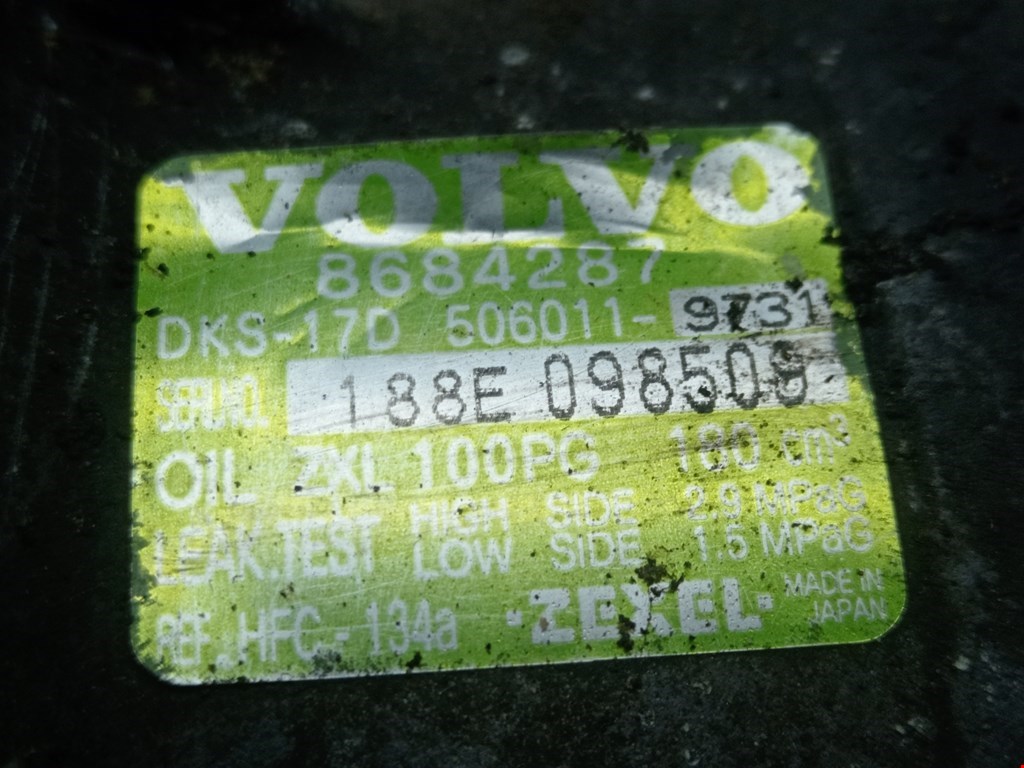 VOLVO
8684287
DKS-17D 506011- 9731
SER.NO. 188E 098509
OIL ZXL 100PG 180 cm³
LEAK.TEST HIGH SIDE 2.9 MPaG
LOW SIDE 1.5 MPaG
REF. HFC-134a ·ZEXEL· MADE IN JAPAN